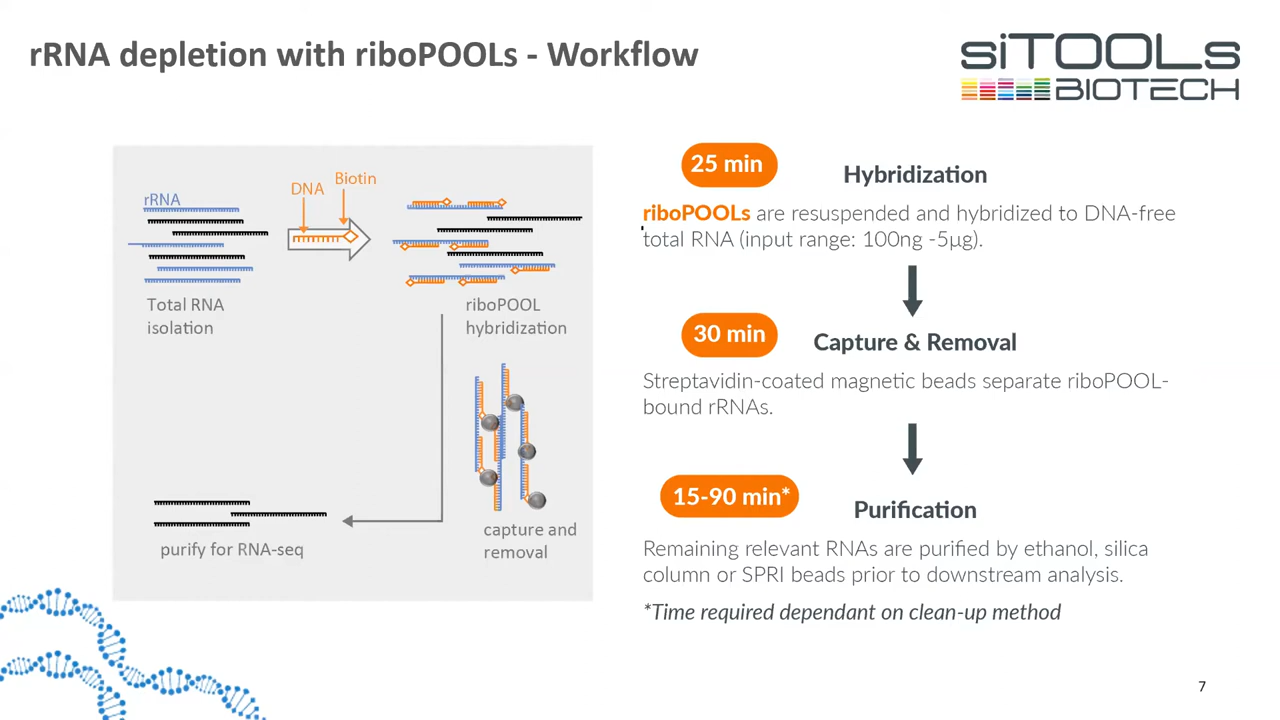 rRNA depletion with riboPOOLs - Workflow
siTOOLs
BIOTECH
rRNA
DNA
Biotin
Total RNA
isolation
riboPOOL
hybridization
capture and
removal
purify for RNA-seq
25 min
Hybridization
riboPOOLs are resuspended and hybridized to DNA-free
total RNA (input range: 100ng -5µg).
30 min
Capture & Removal
Streptavidin-coated magnetic beads separate riboPOOL-
bound rRNAs.
15-90 min*
Purification
Remaining relevant RNAs are purified by ethanol, silica
column or SPRI beads prior to downstream analysis.
*Time required dependant on clean-up method
7